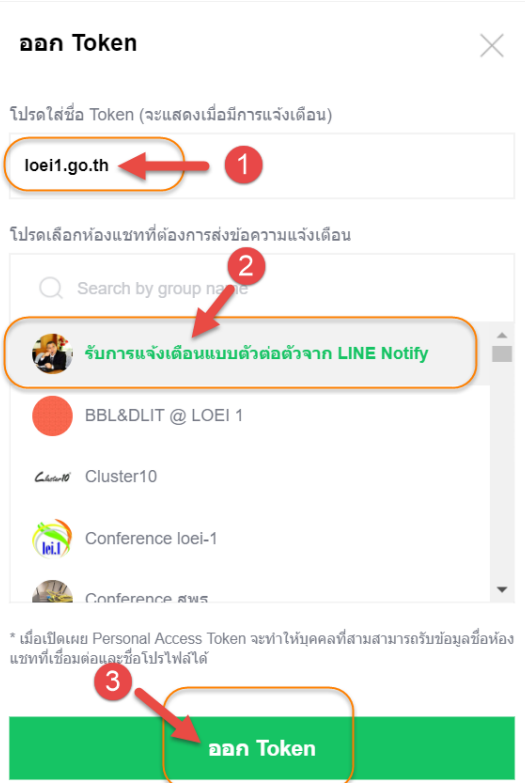 ออก Token
โปรดใส่ชื่อ Token (จะแสดงเมื่อมีการแจ้งเตือน)
loei1.go.th
1
โปรดเลือกห้องแชทที่ต้องการส่งข้อความแจ้งเตือน
2
Search by group name
รับการแจ้งเตือนแบบตัวต่อตัวจาก LINE Notify
BBL&DLIT @ LOEI 1
Cluster10
Cluster10
lei.1
Conference loei-1
Conference สพร
* เมื่อเปิดเผย Personal Access Token จะทำให้บุคคลที่สามสามารถรับข้อมูลชื่อห้อง
แชทที่เชื่อมต่อและชื่อโปรไฟล์ได้
3
ออก Token